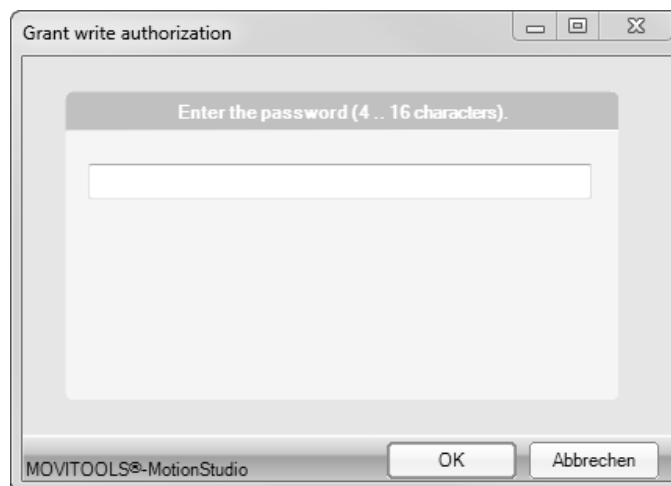 Grant write authorization
Enter the password (4 .. 16 characters).
OK
Abbrechen
MOVITOOLS®-MotionStudio